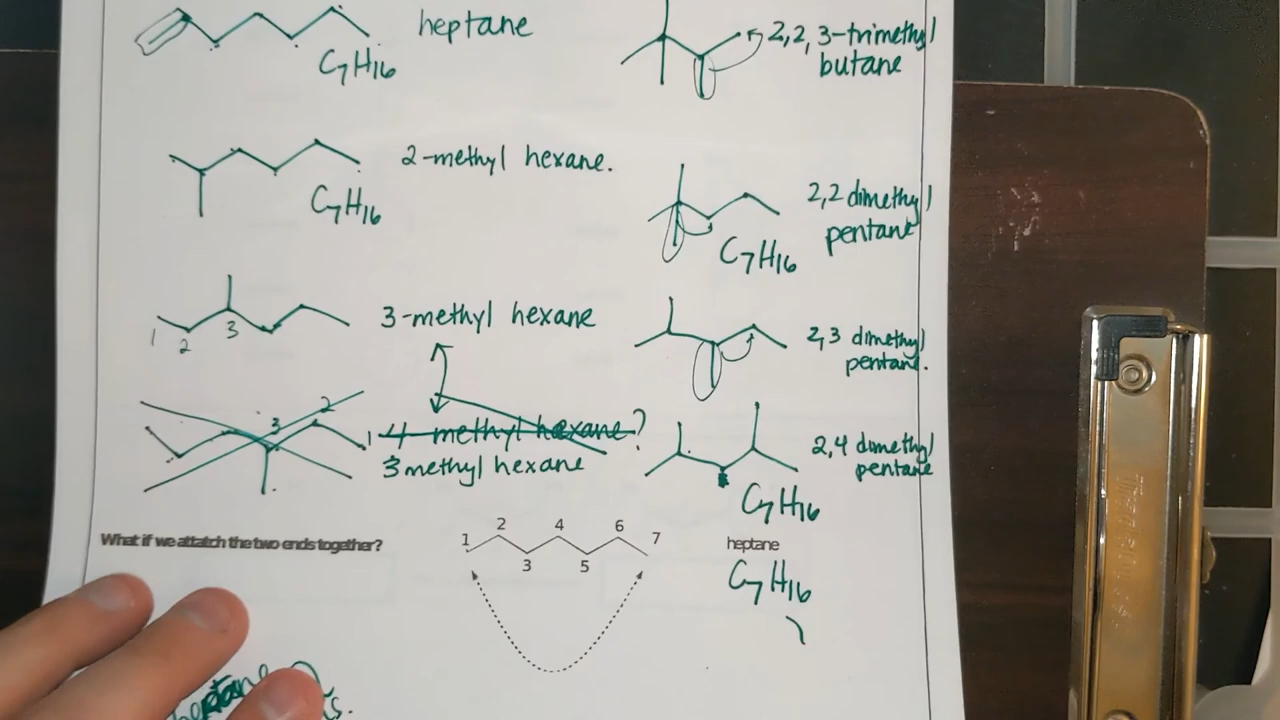 heptane
C7H16
2-methyl hexane.
C7H16
1 2 3
3-methyl hexane
2
3
1
4-methyl hexane?
3 methyl hexane
2,2,3-trimethyl
butane
2,2 dimethyl
pentane
C7H16
2,3 dimethyl
pentane.
2,4 dimethyl
pentane
C7H16
What if we attatch the two ends together?
1 2 3 4 5 6 7
heptane
C7H16
heptane